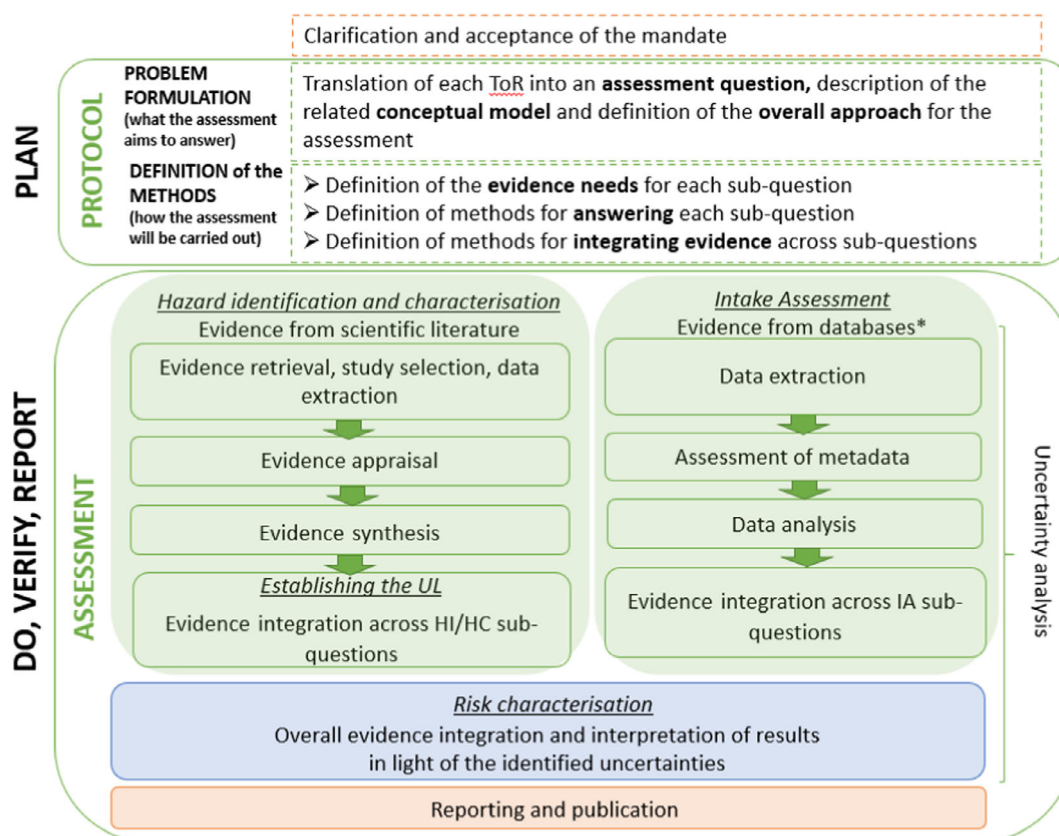 Clarification and acceptance of the mandate
PLAN
PROTOCOL
PROBLEM
FORMULATION
(what the assessment
aims to answer)
Translation of each ToR into an assessment question, description of the
related conceptual model and definition of the overall approach for the
assessment
DEFINITION of the
METHODS
(how the assessment
will be carried out)
➢ Definition of the evidence needs for each sub-question
➢ Definition of methods for answering each sub-question
➢ Definition of methods for integrating evidence across sub-questions
DO, VERIFY, REPORT
ASSESSMENT
Hazard identification and characterisation
Evidence from scientific literature
Evidence retrieval, study selection, data
extraction
Evidence appraisal
Evidence synthesis
Establishing the UL
Evidence integration across HI/HC sub-
questions
Intake Assessment
Evidence from databases*
Data extraction
Assessment of metadata
Data analysis
Evidence integration across IA sub-
questions
Uncertainty analysis
Risk characterisation
Overall evidence integration and interpretation of results
in light of the identified uncertainties
Reporting and publication